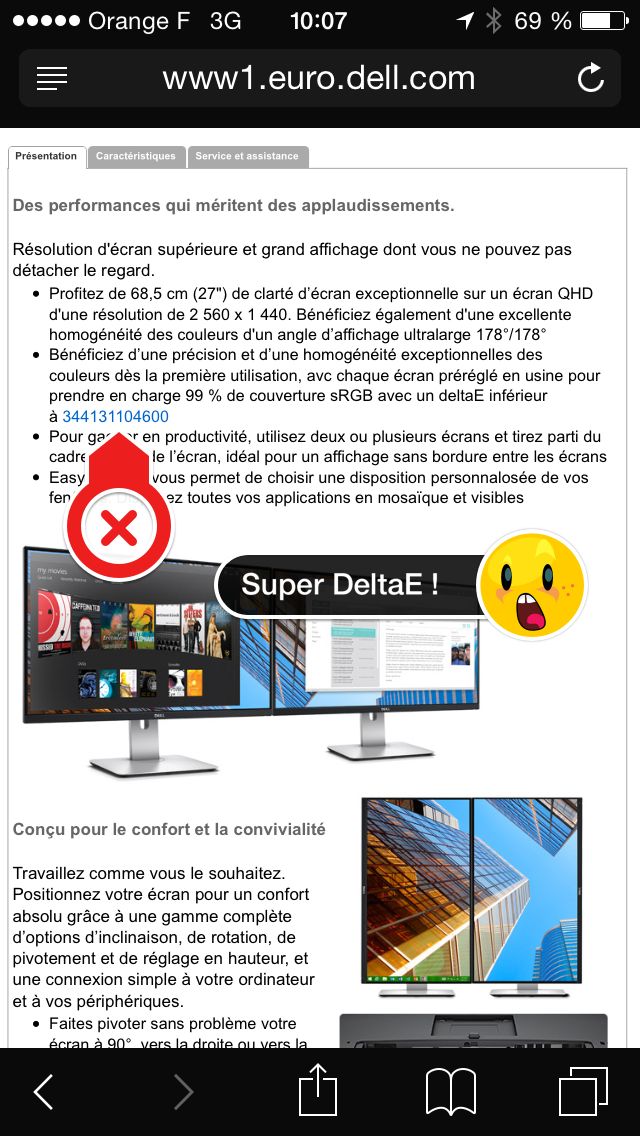 Orange F 3G 10:07 69 %
www1.euro.dell.com
Présentation Caractéristiques Service et assistance
Des performances qui méritent des applaudissements.
Résolution d'écran supérieure et grand affichage dont vous ne pouvez pas
détacher le regard.
Profitez de 68,5 cm (27") de clarté d’écran exceptionnelle sur un écran QHD
d'une résolution de 2 560 x 1 440. Bénéficiez également d'une excellente
homogénéité des couleurs d'un angle d’affichage ultralarge 178°/178°
Bénéficiez d’une précision et d’une homogénéité exceptionnelles des
couleurs dès la première utilisation, avc chaque écran préréglé en usine pour
prendre en charge 99 % de couverture sRGB avec un deltaE inférieur
à 344131104600
Pour en productivité, utilisez deux ou plusieurs écrans et tirez parti du
de l’écran, idéal pour un affichage sans bordure entre les écrans
Easy vous permet de choisir une disposition personnalosée de vos
toutes vos applications en mosaïque et visibles
my movies
CAFFEINATED
Super DeltaE !
DELL
Conçu pour le confort et la convivialité
Travaillez comme vous le souhaitez.
Positionnez votre écran pour un confort
absolu grâce à une gamme complète
d’options d’inclinaison, de rotation, de
pivotement et de réglage en hauteur, et
une connexion simple à votre ordinateur
et à vos périphériques.
Faites pivoter sans problème votre
écran à 90°, vers la droite ou vers la